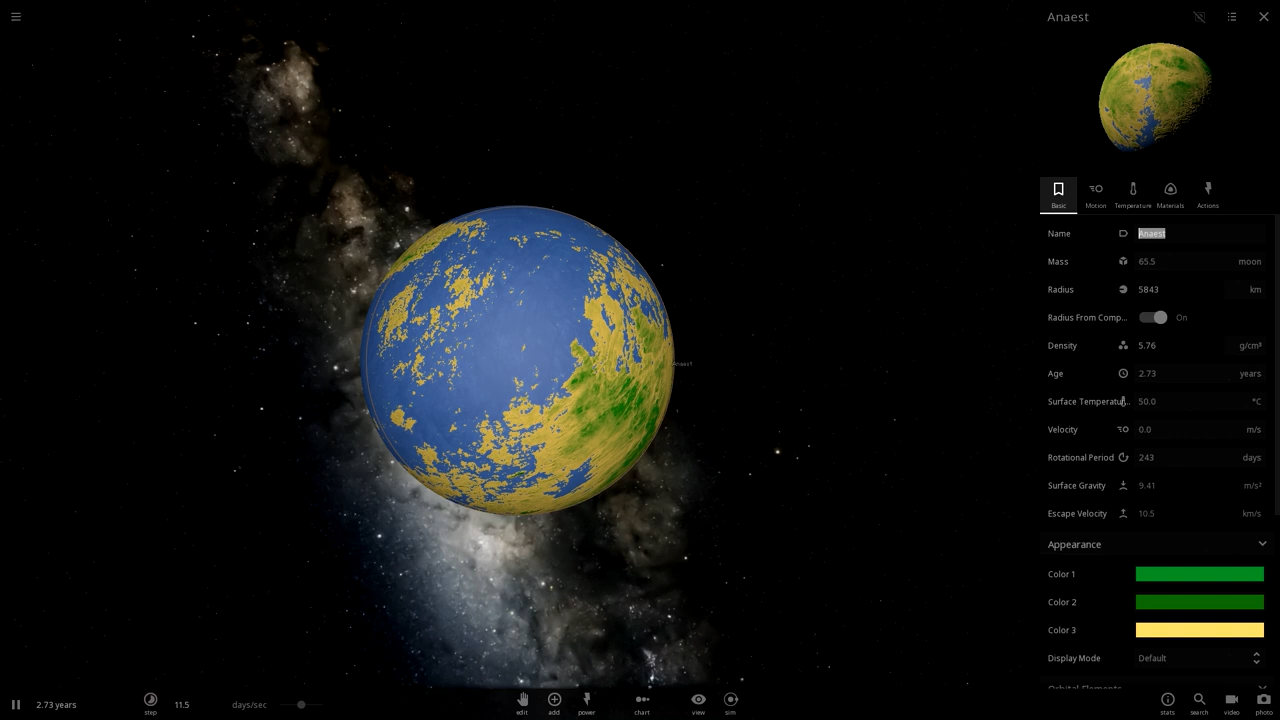 Anaest
Basic Motion Temperature Materials Actions
Name Anaest
Mass 65.5 moon
Radius 5843 km
Radius From Comp... On
Density 5.76 g/cm³
Age 2.73 years
Surface Temperatu... 50.0 °C
Velocity 0.0 m/s
Rotational Period 243 days
Surface Gravity 9.41 m/s²
Escape Velocity 10.5 km/s
Appearance
Color 1
Color 2
Color 3
Display Mode Default
Orbital Elements
Anaest
2.73 years step 11.5 days/sec edit add power chart view sim stats search video photo